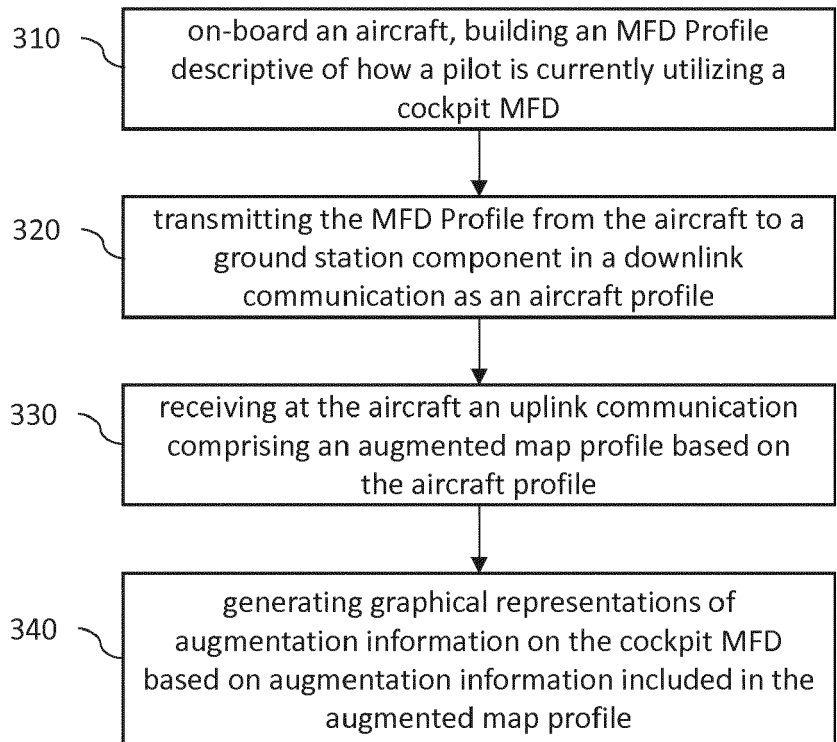 310
on-board an aircraft, building an MFD Profile
descriptive of how a pilot is currently utilizing a
cockpit MFD
320
transmitting the MFD Profile from the aircraft to a
ground station component in a downlink
communication as an aircraft profile
330
receiving at the aircraft an uplink communication
comprising an augmented map profile based on
the aircraft profile
340
generating graphical representations of
augmentation information on the cockpit MFD
based on augmentation information included in the
augmented map profile